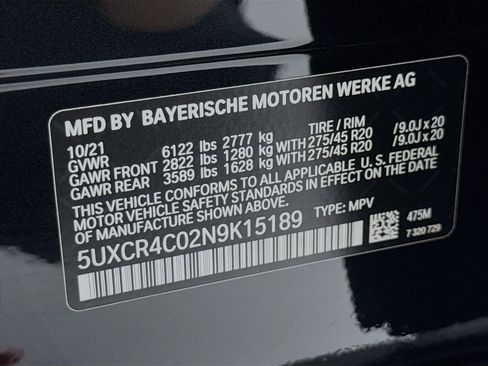 MFD BY BAYERISCHE MOTOREN WERKE AG
10/21 TIRE / RIM
GVWR 6122 lbs 2777 kg
GAWR FRONT 2822 lbs 1280 kg WITH 275/45 R20 / 9.0J x 20
GAWR REAR 3589 lbs 1628 kg WITH 275/45 R20 / 9.0J x 20
THIS VEHICLE CONFORMS TO ALL APPLICABLE U. S. FEDERAL
MOTOR VEHICLE SAFETY STANDARDS IN EFFECT ON THE DATE
OF MANUFACTURE SHOWN ABOVE.
5UXCR4C02N9K15189 TYPE: MPV
475M
7 320 729